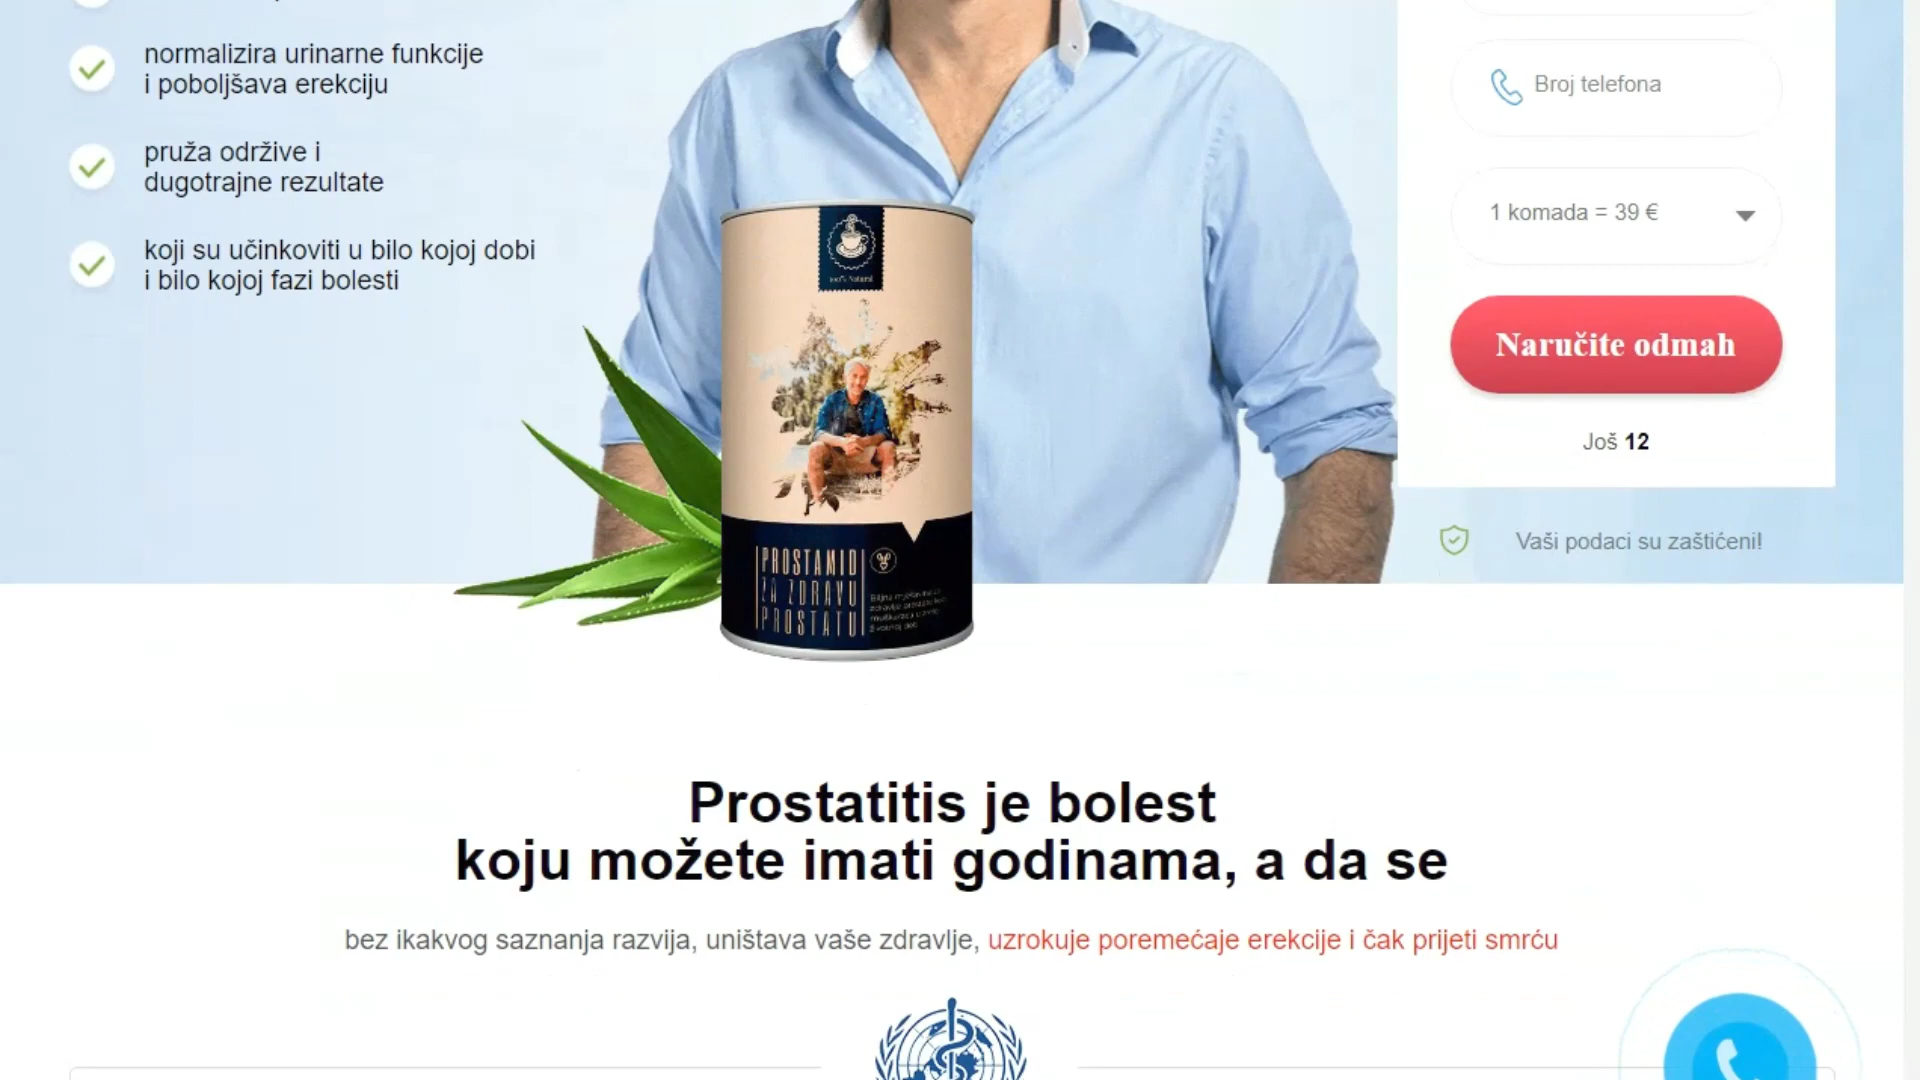 normalizira urinarne funkcije
i poboljšava erekciju
pruža održive i
dugotrajne rezultate
koji su učinkoviti u bilo kojoj dobi
i bilo kojoj fazi bolesti
Broj telefona
1 komada = 39 €
Naručite odmah
Još 12
Vaši podaci su zaštićeni!
100% Natural
PROSTAMID
ZA ZDRAVU
PROSTATU
Prostatitis je bolest
koju možete imati godinama, a da se
bez ikakvog saznanja razvija, uništava vaše zdravlje, uzrokuje poremećaje erekcije i čak prijeti smrću